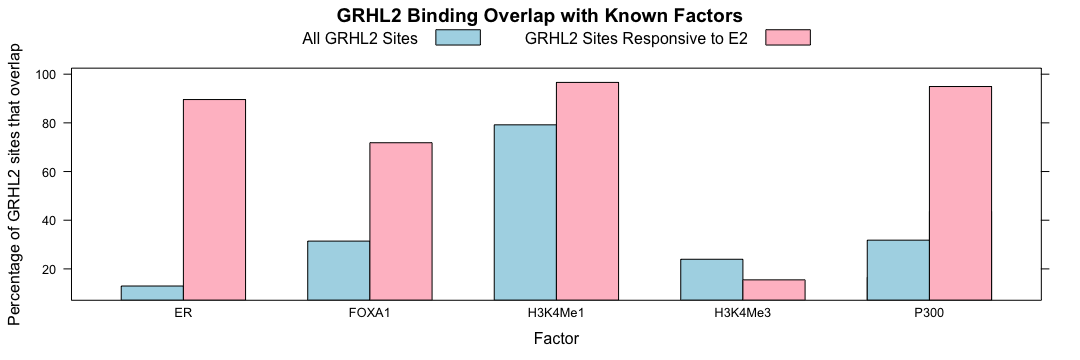 GRHL2 Binding Overlap with Known Factors
All GRHL2 Sites GRHL2 Sites Responsive to E2
Percentage of GRHL2 sites that overlap
100
80
60
40
20
ER FOXA1 H3K4Me1 H3K4Me3 P300
Factor